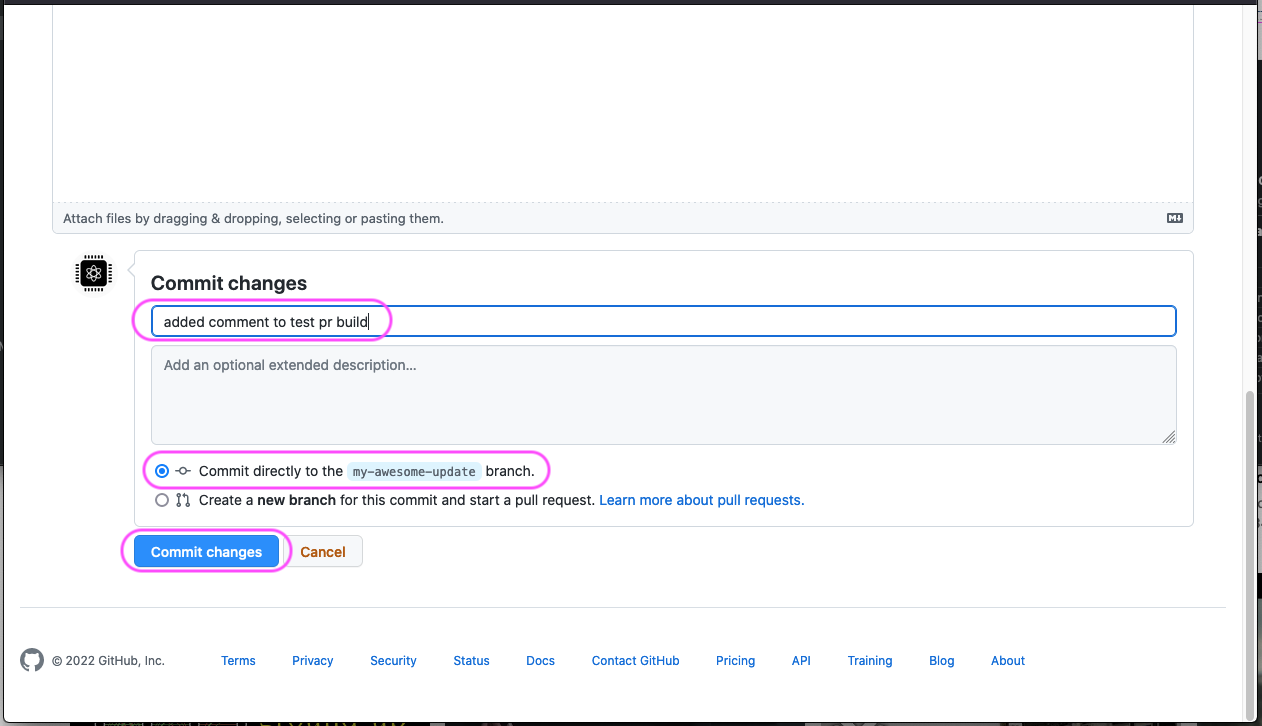 Attach files by dragging & dropping, selecting or pasting them.
Commit changes
added comment to test pr build
Add an optional extended description...
Commit directly to the my-awesome-update branch.
Create a new branch for this commit and start a pull request. Learn more about pull requests.
Commit changes Cancel
© 2022 GitHub, Inc. Terms Privacy Security Status Docs Contact GitHub Pricing API Training Blog About